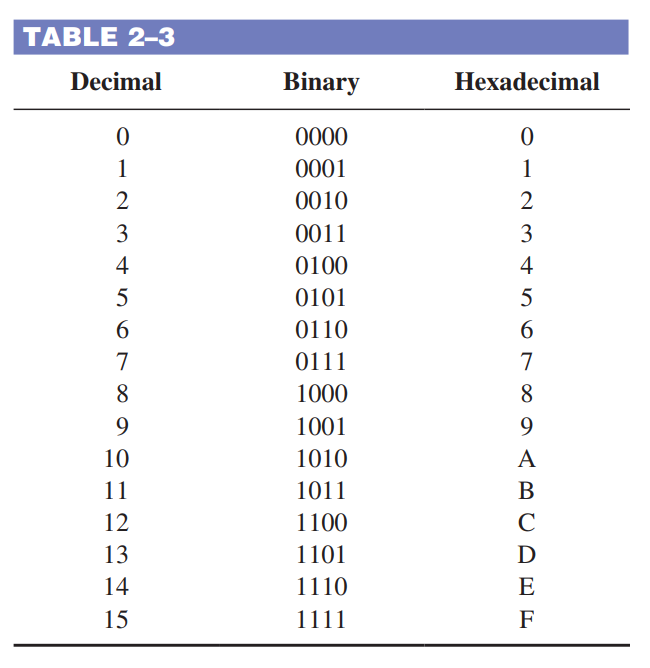 TABLE 2–3
Decimal Binary Hexadecimal
0 0000 0
1 0001 1
2 0010 2
3 0011 3
4 0100 4
5 0101 5
6 0110 6
7 0111 7
8 1000 8
9 1001 9
10 1010 A
11 1011 B
12 1100 C
13 1101 D
14 1110 E
15 1111 F